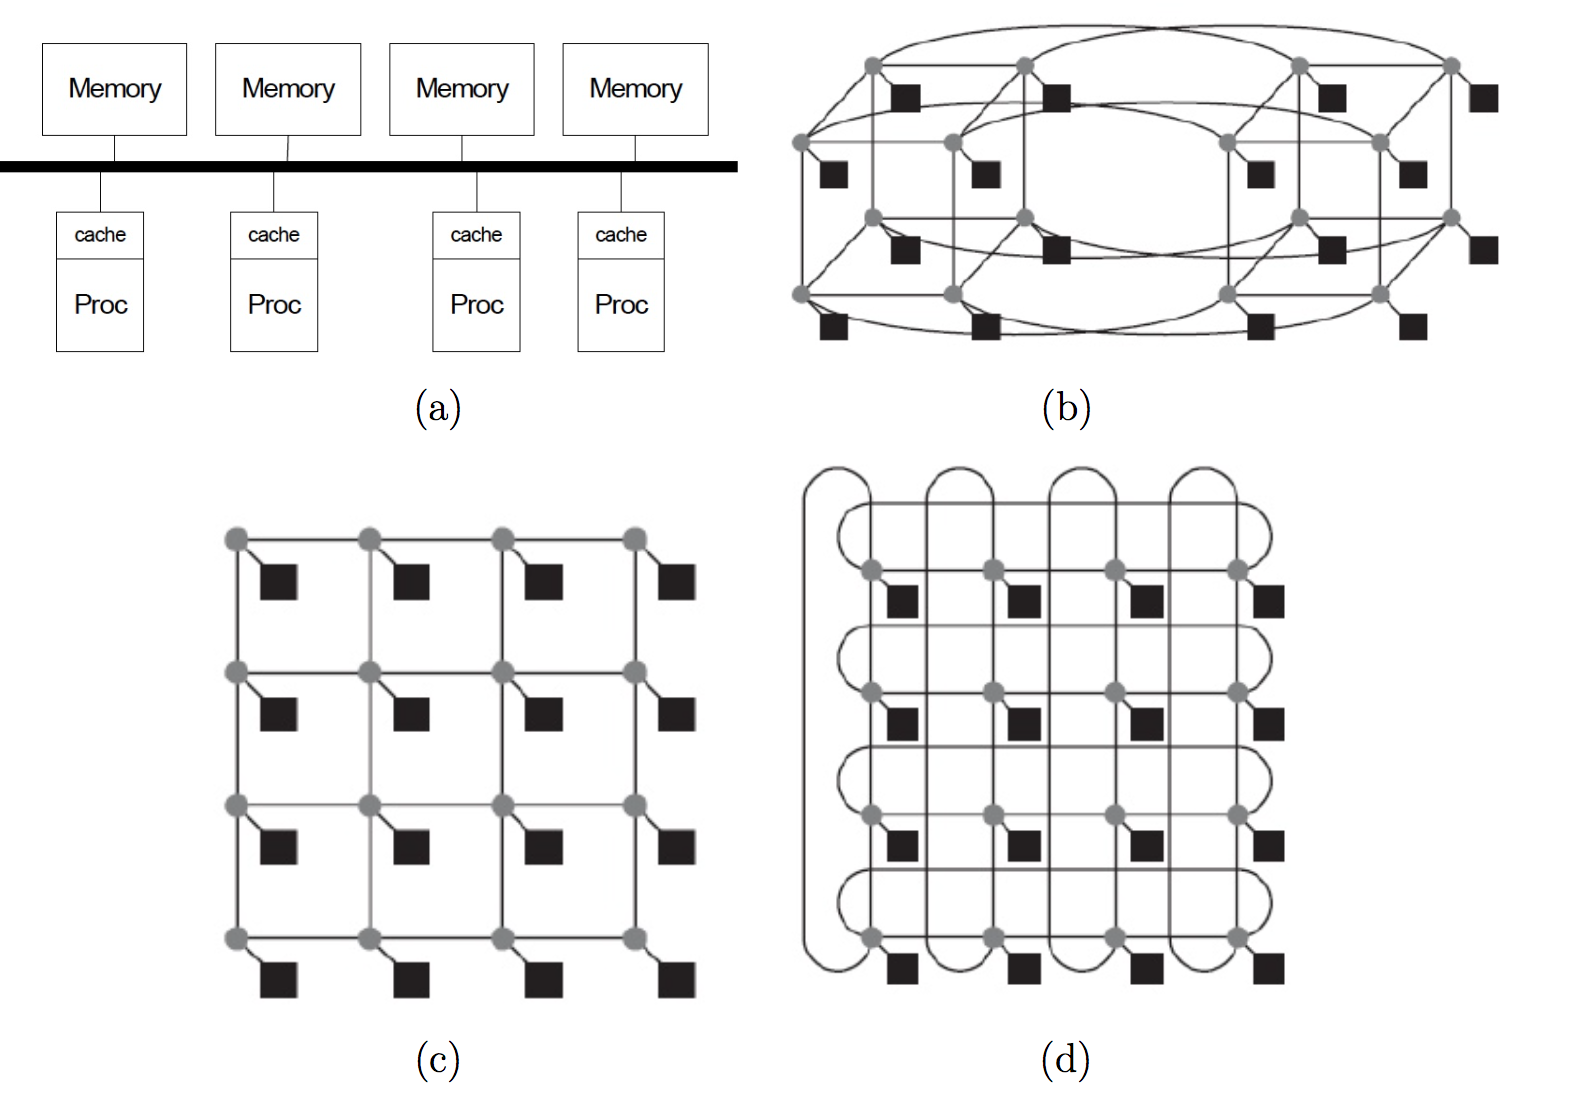 Memory Memory Memory Memory
cache cache cache cache
Proc Proc Proc Proc
(a)
(b)
(c)
(d)